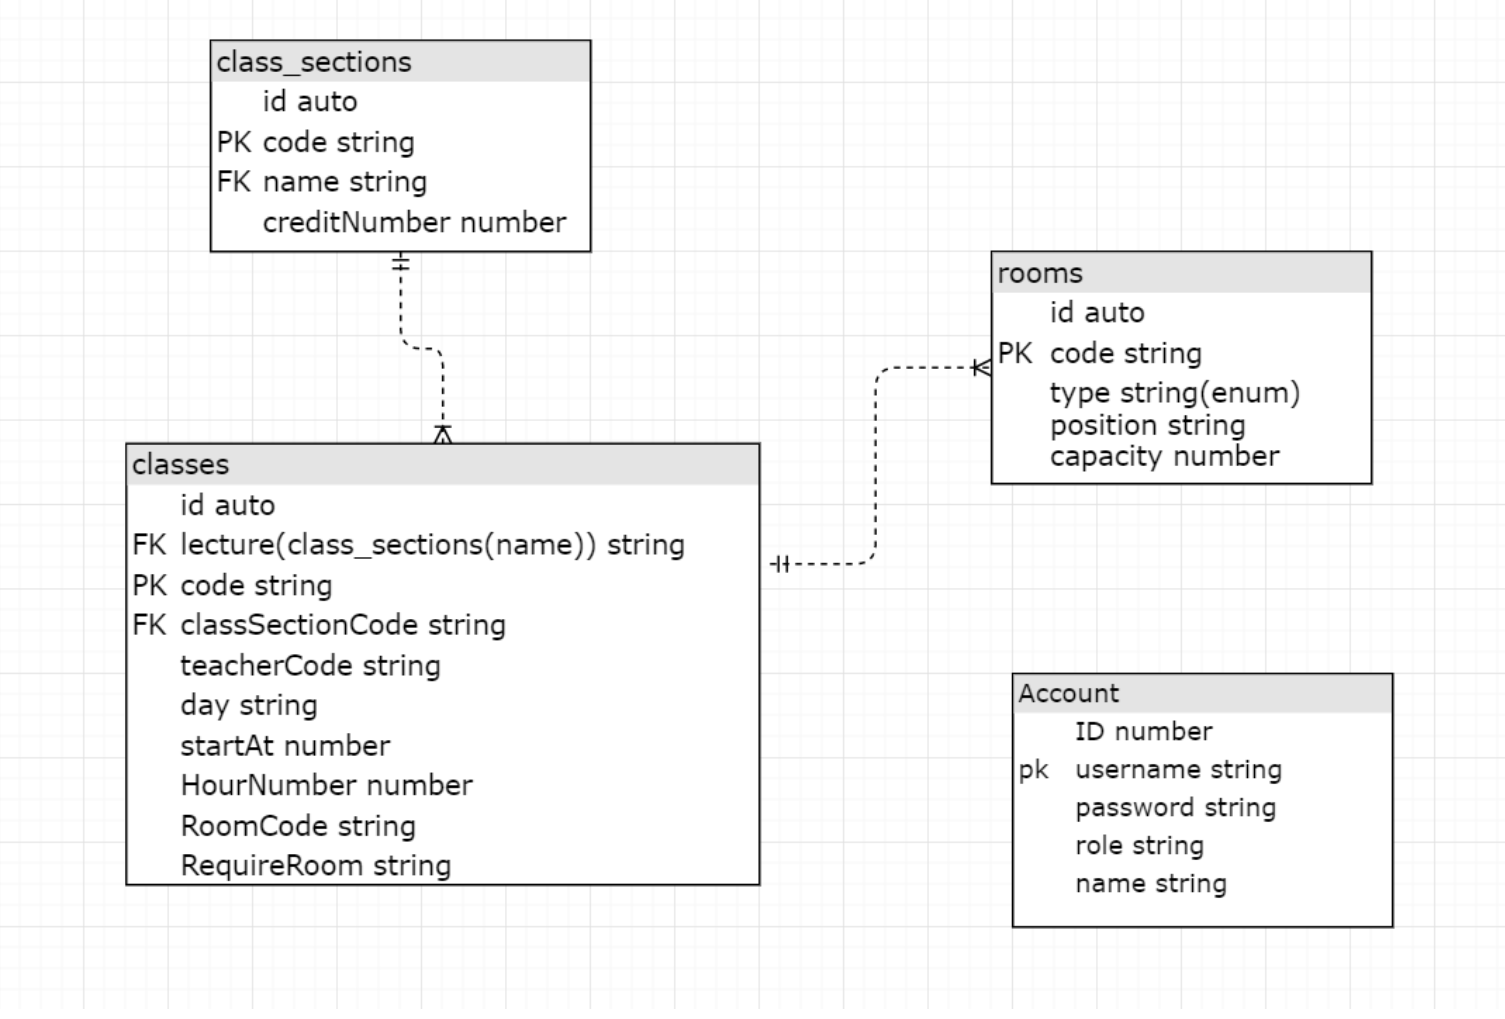 class_sections
id auto
PK code string
FK name string
creditNumber number
rooms
id auto
PK code string
type string(enum)
position string
capacity number
classes
id auto
FK lecture(class_sections(name)) string
PK code string
FK classSectionCode string
teacherCode string
day string
startAt number
HourNumber number
RoomCode string
RequireRoom string
Account
ID number
pk username string
password string
role string
name string